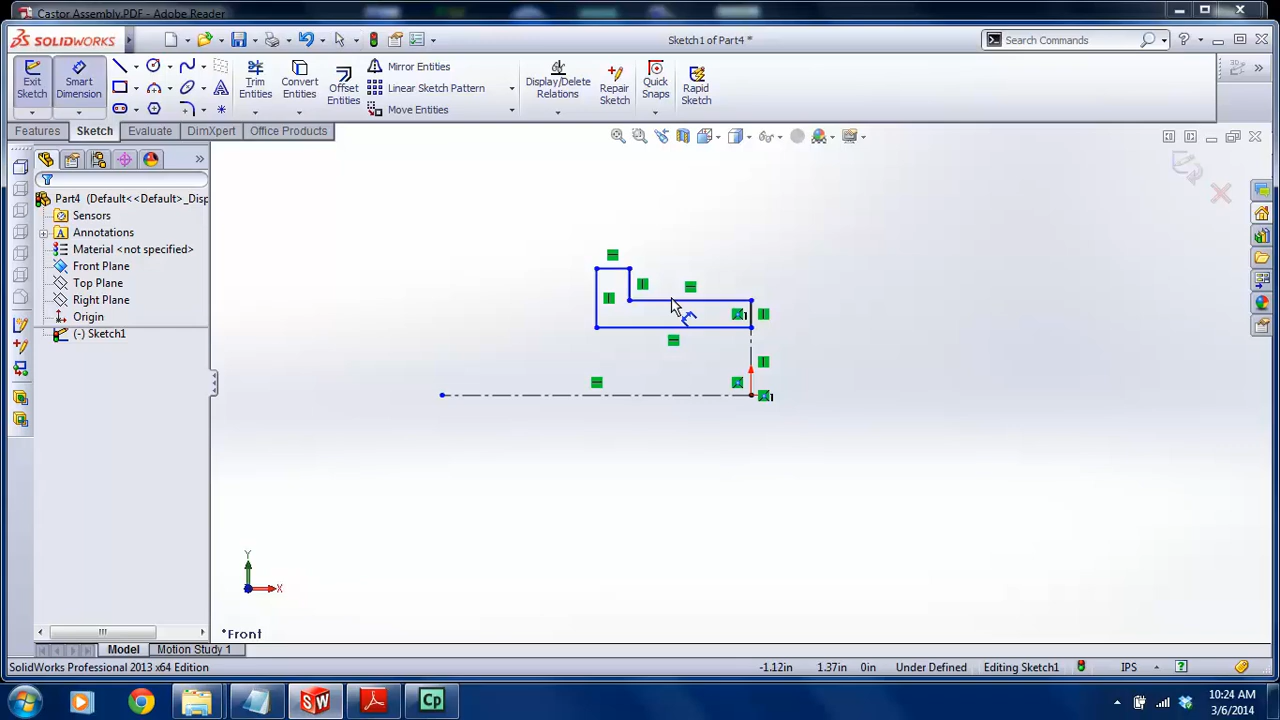 Castor Assembly.PDF - Adobe Reader
SOLIDWORKS
Sketch1 of Part4 *
Search Commands
Exit Sketch
Smart Dimension
Trim Entities
Convert Entities
Offset Entities
Mirror Entities
Linear Sketch Pattern
Move Entities
Display/Delete Relations
Repair Sketch
Quick Snaps
Rapid Sketch
Features
Sketch
Evaluate
DimXpert
Office Products
Part4 (Default<<Default>_Disp
Sensors
Annotations
Material <not specified>
Front Plane
Top Plane
Right Plane
Origin
(-) Sketch1
1
1
Y
X
*Front
Model
Motion Study 1
SolidWorks Professional 2013 x64 Edition
-1.12in
1.37in
0in
Under Defined
Editing Sketch1
IPS
SW
Cp
10:24 AM
3/6/2014